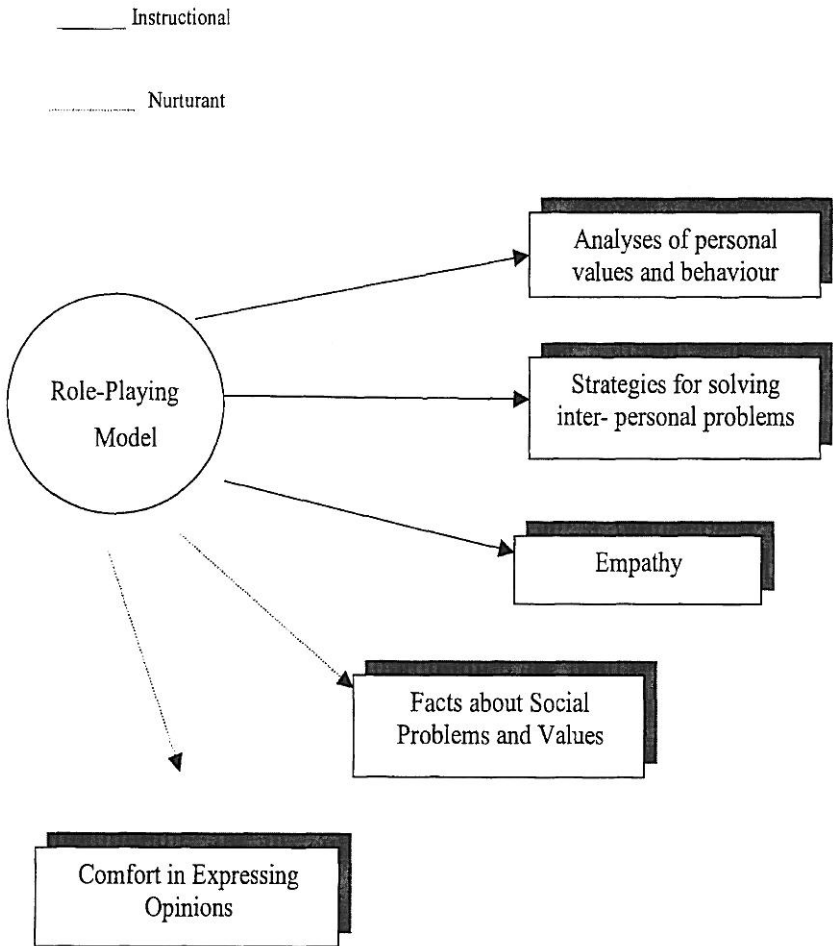 Instructional
Nurturant
Analyses of personal
values and behaviour
Role-Playing
Model
Strategies for solving
inter- personal problems
Empathy
Facts about Social
Problems and Values
Comfort in Expressing
Opinions